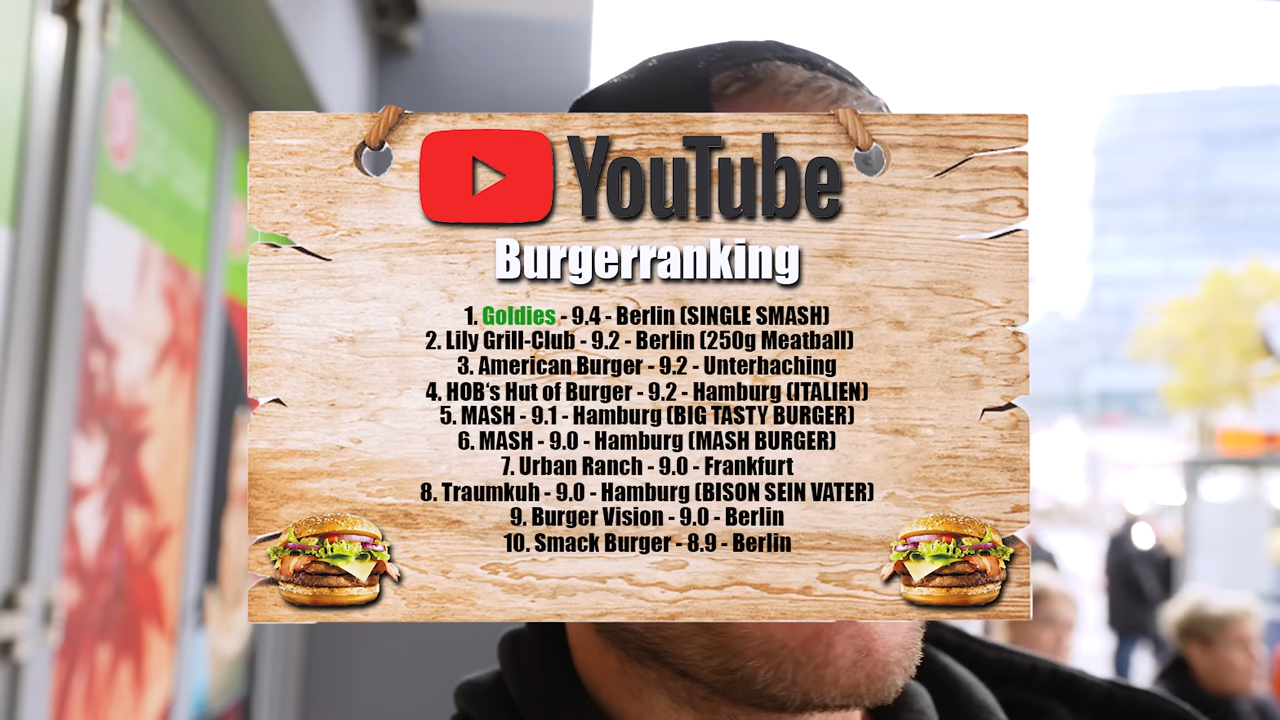 YouTube
Burgerranking
1. Goldies - 9.4 - Berlin (SINGLE SMASH)
2. Lily Grill-Club - 9.2 - Berlin (250g Meatball)
3. American Burger - 9.2 - Unterhaching
4. HOB‘s Hut of Burger - 9.2 - Hamburg (ITALIEN)
5. MASH - 9.1 - Hamburg (BIG TASTY BURGER)
6. MASH - 9.0 - Hamburg (MASH BURGER)
7. Urban Ranch - 9.0 - Frankfurt
8. Traumkuh - 9.0 - Hamburg (BISON SEIN VATER)
9. Burger Vision - 9.0 - Berlin
10. Smack Burger - 8.9 - Berlin